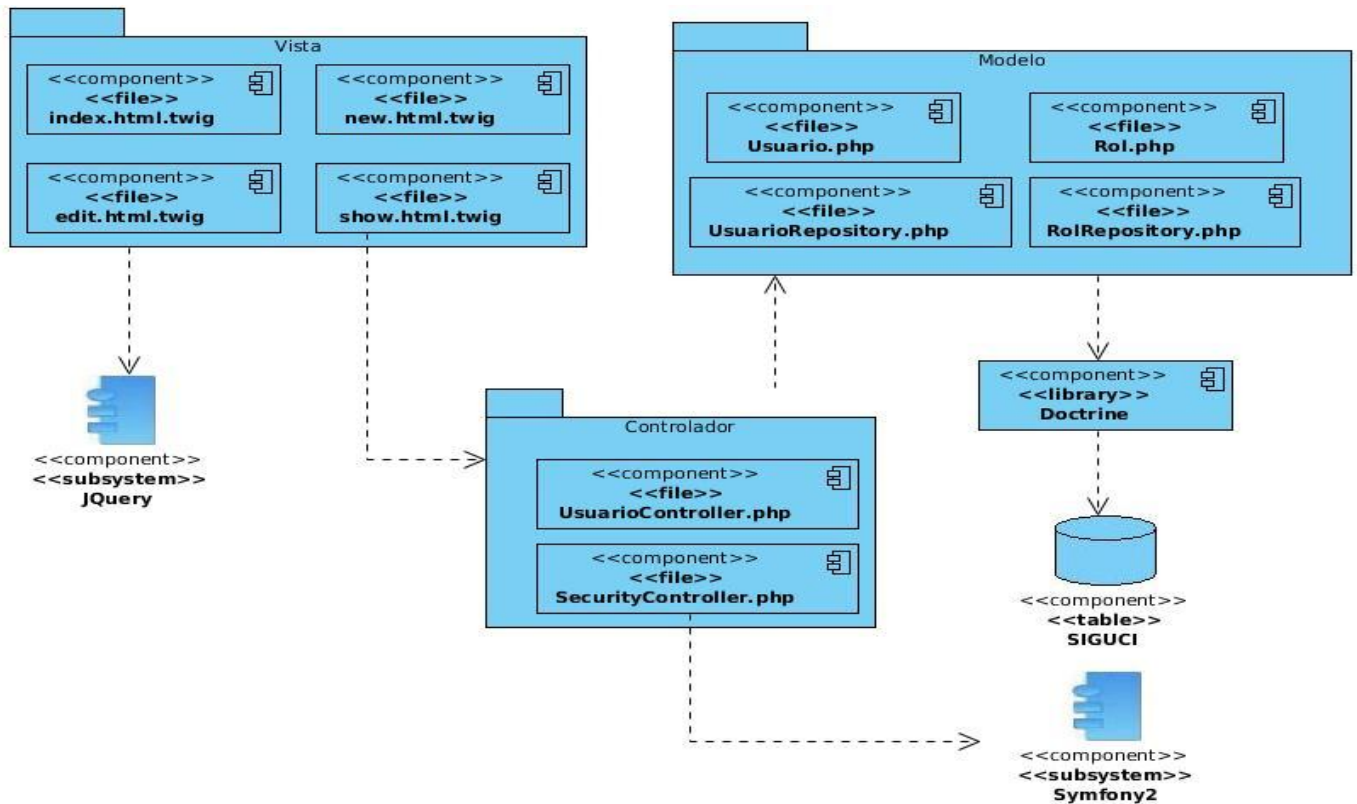 Vista
<<component>>
<<file>>
index.html.twig
<<component>>
<<file>>
new.html.twig
<<component>>
<<file>>
edit.html.twig
<<component>>
<<file>>
show.html.twig
Modelo
<<component>>
<<file>>
Usuario.php
<<component>>
<<file>>
Rol.php
<<component>>
<<file>>
UsuarioRepository.php
<<component>>
<<file>>
RolRepository.php
<<component>>
<<subsystem>>
JQuery
Controlador
<<component>>
<<file>>
UsuarioController.php
<<component>>
<<file>>
SecurityController.php
<<component>>
<<library>>
Doctrine
<<component>>
<<table>>
SIGUCI
<<component>>
<<subsystem>>
Symfony2